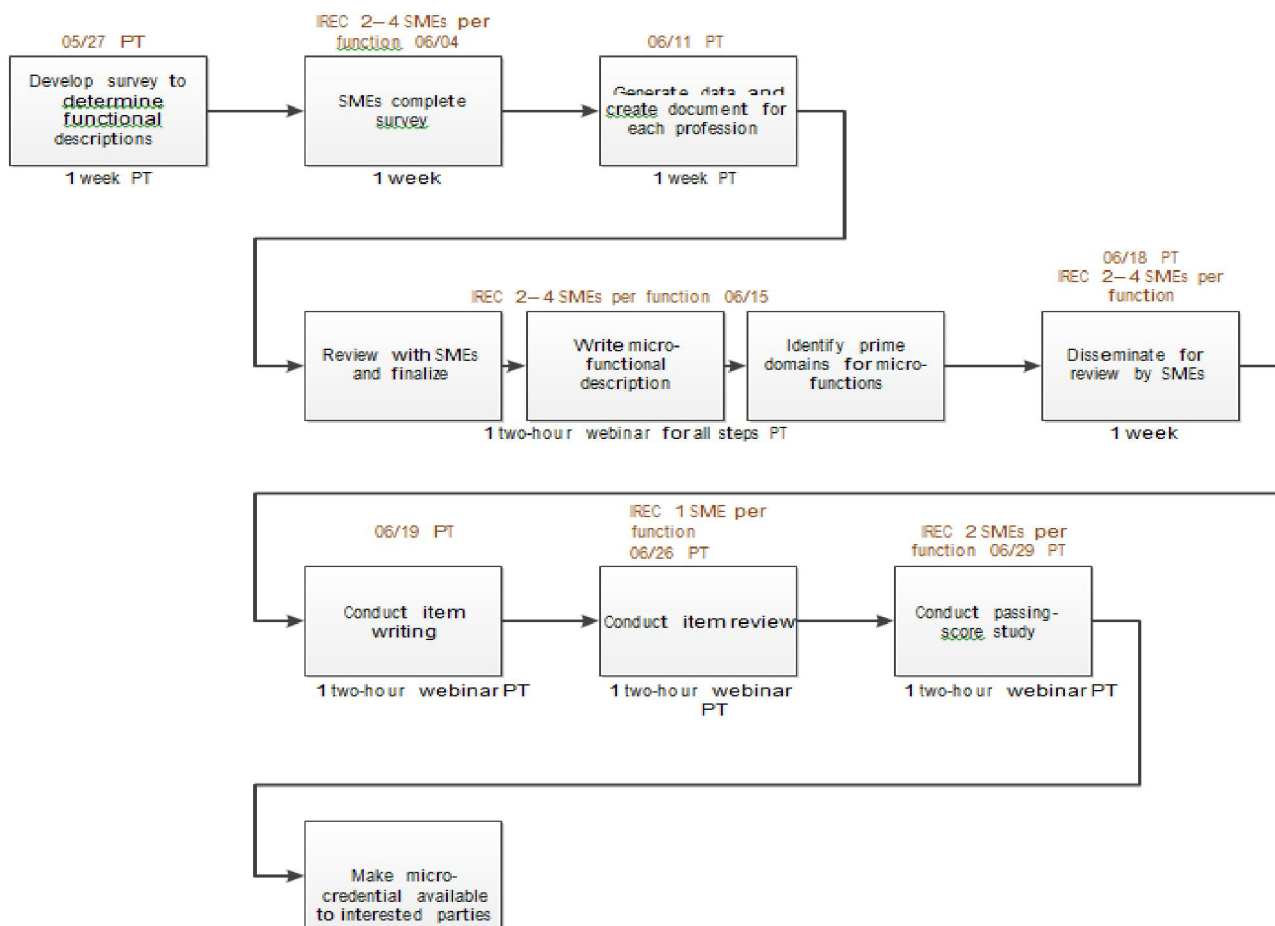 05/27 PT
Develop survey to
determine
functional
descriptions
1 week PT
IREC 2–4 SMEs per
function 06/04
SMEs complete
survey
1 week
06/11 PT
Generate data and
create document for
each profession
1 week PT
IREC 2–4 SMEs per function 06/15
Review with SMEs
and finalize
Write micro-
functional
description
Identify prime
domains for micro-
functions
1 two-hour webinar for all steps PT
06/18 PT
IREC 2–4 SMEs per
function
Disseminate for
review by SMEs
1 week
06/19 PT
Conduct item
writing
1 two-hour webinar PT
IREC 1 SME per
function
06/26 PT
Conduct item review
1 two-hour webinar
PT
IREC 2 SMEs per
function 06/29 PT
Conduct passing-
score study
1 two-hour webinar PT
Make micro-
credential available
to interested parties